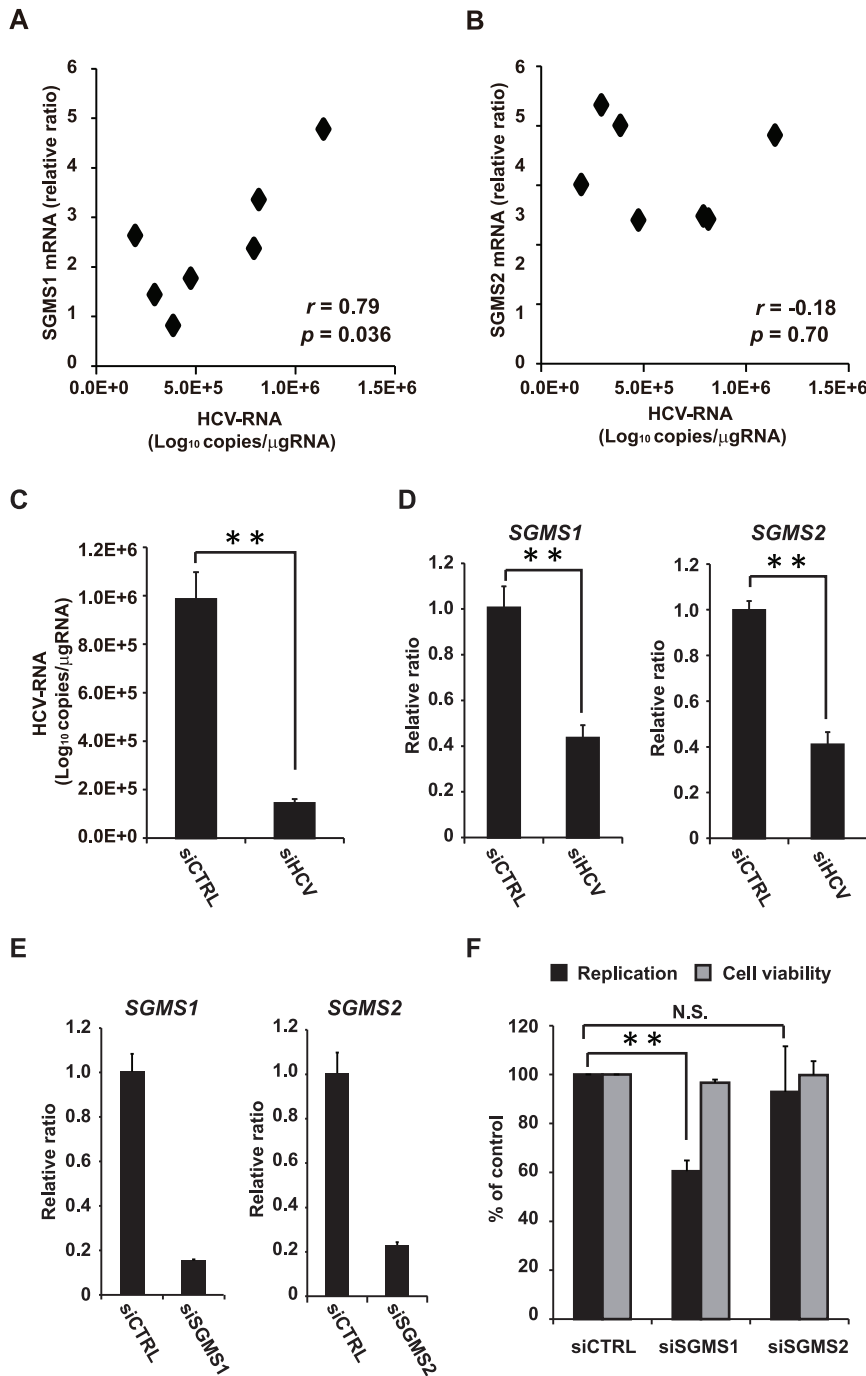 A
6
5
4
3
2
1
0
SGMS1 mRNA (relative ratio)
r = 0.79
p = 0.036
0.0E+0 5.0E+5 1.0E+6 1.5E+6
HCV-RNA
(Log₁₀ copies/μgRNA)
B
6
5
4
3
2
1
0
SGMS2 mRNA (relative ratio)
r = -0.18
p = 0.70
0.0E+0 5.0E+5 1.0E+6 1.5E+6
HCV-RNA
(Log₁₀ copies/μgRNA)
C
1.2E+6
1.0E+6
8.0E+5
6.0E+5
4.0E+5
2.0E+5
0.0E+0
HCV-RNA
(Log₁₀ copies/μgRNA)
**
siCTRL siHCV
D
SGMS1
**
1.2
1.0
0.8
0.6
0.4
0.2
0
Relative ratio
siCTRL siHCV
SGMS2
**
1.2
1.0
0.8
0.6
0.4
0.2
0
Relative ratio
siCTRL siHCV
E
SGMS1
1.2
1.0
0.8
0.6
0.4
0.2
0
Relative ratio
siCTRL siSGMS1
SGMS2
1.2
1.0
0.8
0.6
0.4
0.2
0
Relative ratio
siCTRL siSGMS2
F
Replication Cell viability
N.S.
**
120
100
80
60
40
20
0
% of control
siCTRL siSGMS1 siSGMS2